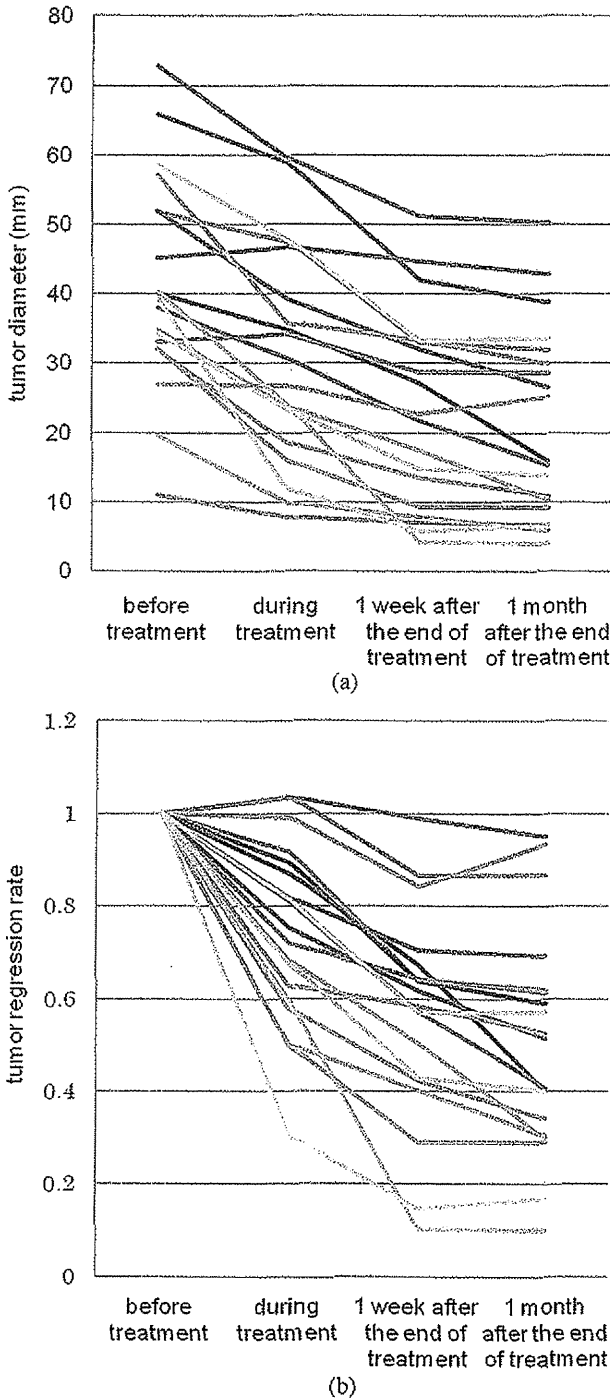 80
70
60
50
40
30
20
10
0
tumor diameter (mm)
before treatment
during treatment
1 week after the end of treatment
1 month after the end of treatment
(a)
1.2
1
0.8
0.6
0.4
0.2
0
tumor regression rate
before treatment
during treatment
1 week after the end of treatment
1 month after the end of treatment
(b)